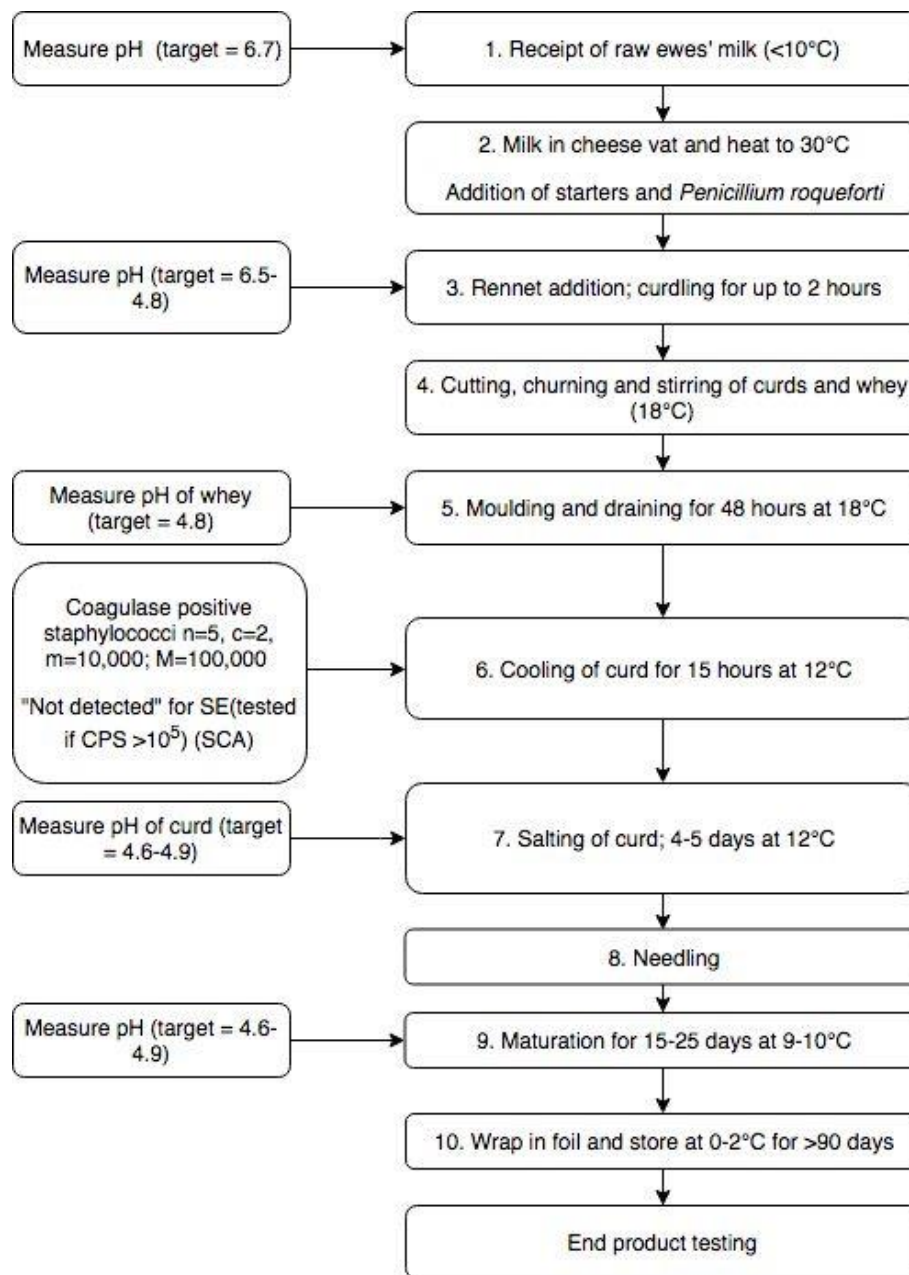 Measure pH (target = 6.7)
1. Receipt of raw ewes' milk (<10°C)
2. Milk in cheese vat and heat to 30°C
Addition of starters and Penicillium roqueforti
Measure pH (target = 6.5-
4.8)
3. Rennet addition; curdling for up to 2 hours
4. Cutting, churning and stirring of curds and whey
(18°C)
Measure pH of whey
(target = 4.8)
5. Moulding and draining for 48 hours at 18°C
Coagulase positive
staphylococci n=5, c=2,
m=10,000; M=100,000
"Not detected" for SE(tested
if CPS >10⁵) (SCA)
6. Cooling of curd for 15 hours at 12°C
Measure pH of curd (target
= 4.6-4.9)
7. Salting of curd; 4-5 days at 12°C
8. Needling
Measure pH (target = 4.6-
4.9)
9. Maturation for 15-25 days at 9-10°C
10. Wrap in foil and store at 0-2°C for >90 days
End product testing